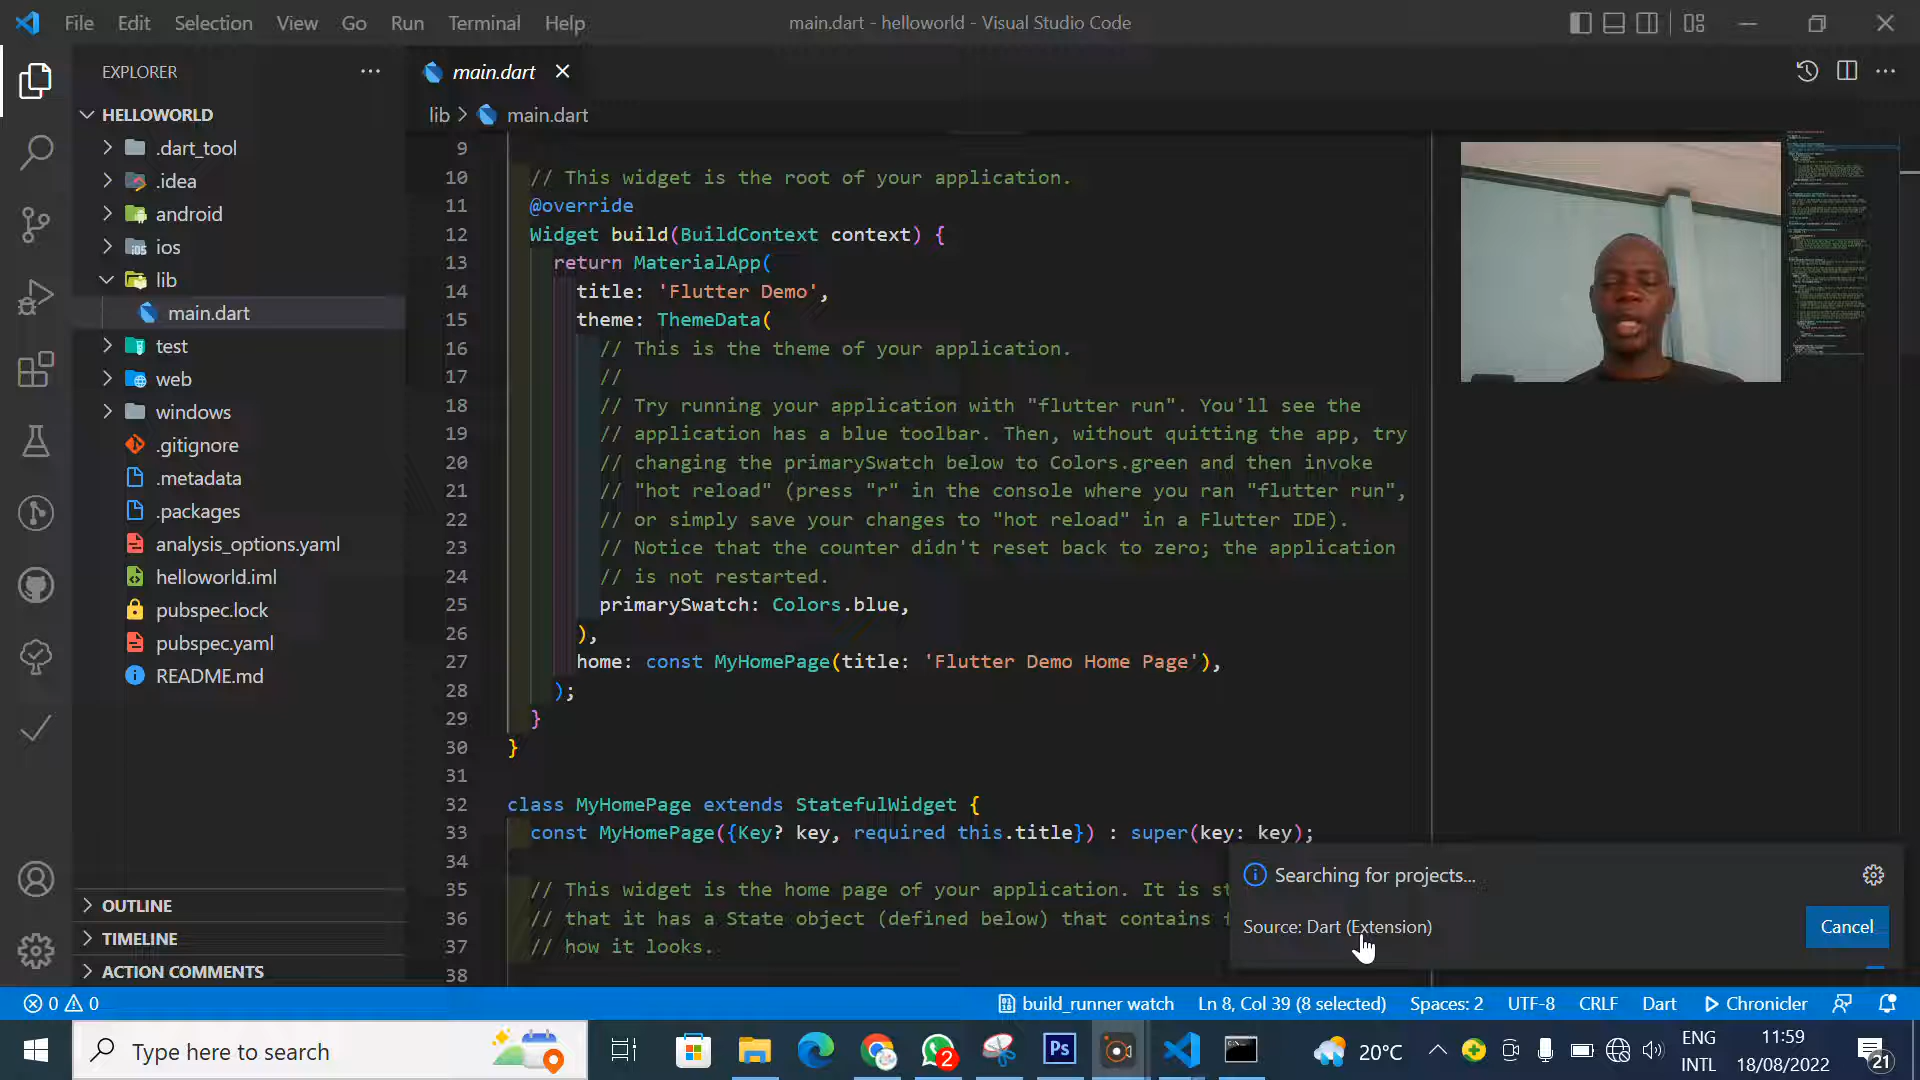 File Edit Selection View Go Run Terminal Help
main.dart - helloworld - Visual Studio Code
EXPLORER
HELLOWORLD
.dart_tool
.idea
android
ios
lib
main.dart
test
web
windows
.gitignore
.metadata
.packages
analysis_options.yaml
helloworld.iml
pubspec.lock
pubspec.yaml
README.md
OUTLINE
TIMELINE
ACTION COMMENTS
main.dart
lib > main.dart
9
10 // This widget is the root of your application.
11 @override
12 Widget build(BuildContext context) {
13 return MaterialApp(
14 title: 'Flutter Demo',
15 theme: ThemeData(
16 // This is the theme of your application.
17 //
18 // Try running your application with "flutter run". You'll see the
19 // application has a blue toolbar. Then, without quitting the app, try
20 // changing the primarySwatch below to Colors.green and then invoke
21 // "hot reload" (press "r" in the console where you ran "flutter run",
22 // or simply save your changes to "hot reload" in a Flutter IDE).
23 // Notice that the counter didn't reset back to zero; the application
24 // is not restarted.
25 primarySwatch: Colors.blue,
26 ),
27 home: const MyHomePage(title: 'Flutter Demo Home Page'),
28 );
29 }
30 }
31
32 class MyHomePage extends StatefulWidget {
33 const MyHomePage({Key? key, required this.title}) : super(key: key);
34
35 // This widget is the home page of your application. It is st
36 // that it has a State object (defined below) that contains
37 // how it looks.
38
Searching for projects...
Source: Dart (Extension)
Cancel
0 0
build_runner watch Ln 8, Col 39 (8 selected) Spaces: 2 UTF-8 CRLF Dart Chronicler
Type here to search
2
Ps
20°C
ENG
INTL
11:59
18/08/2022
21